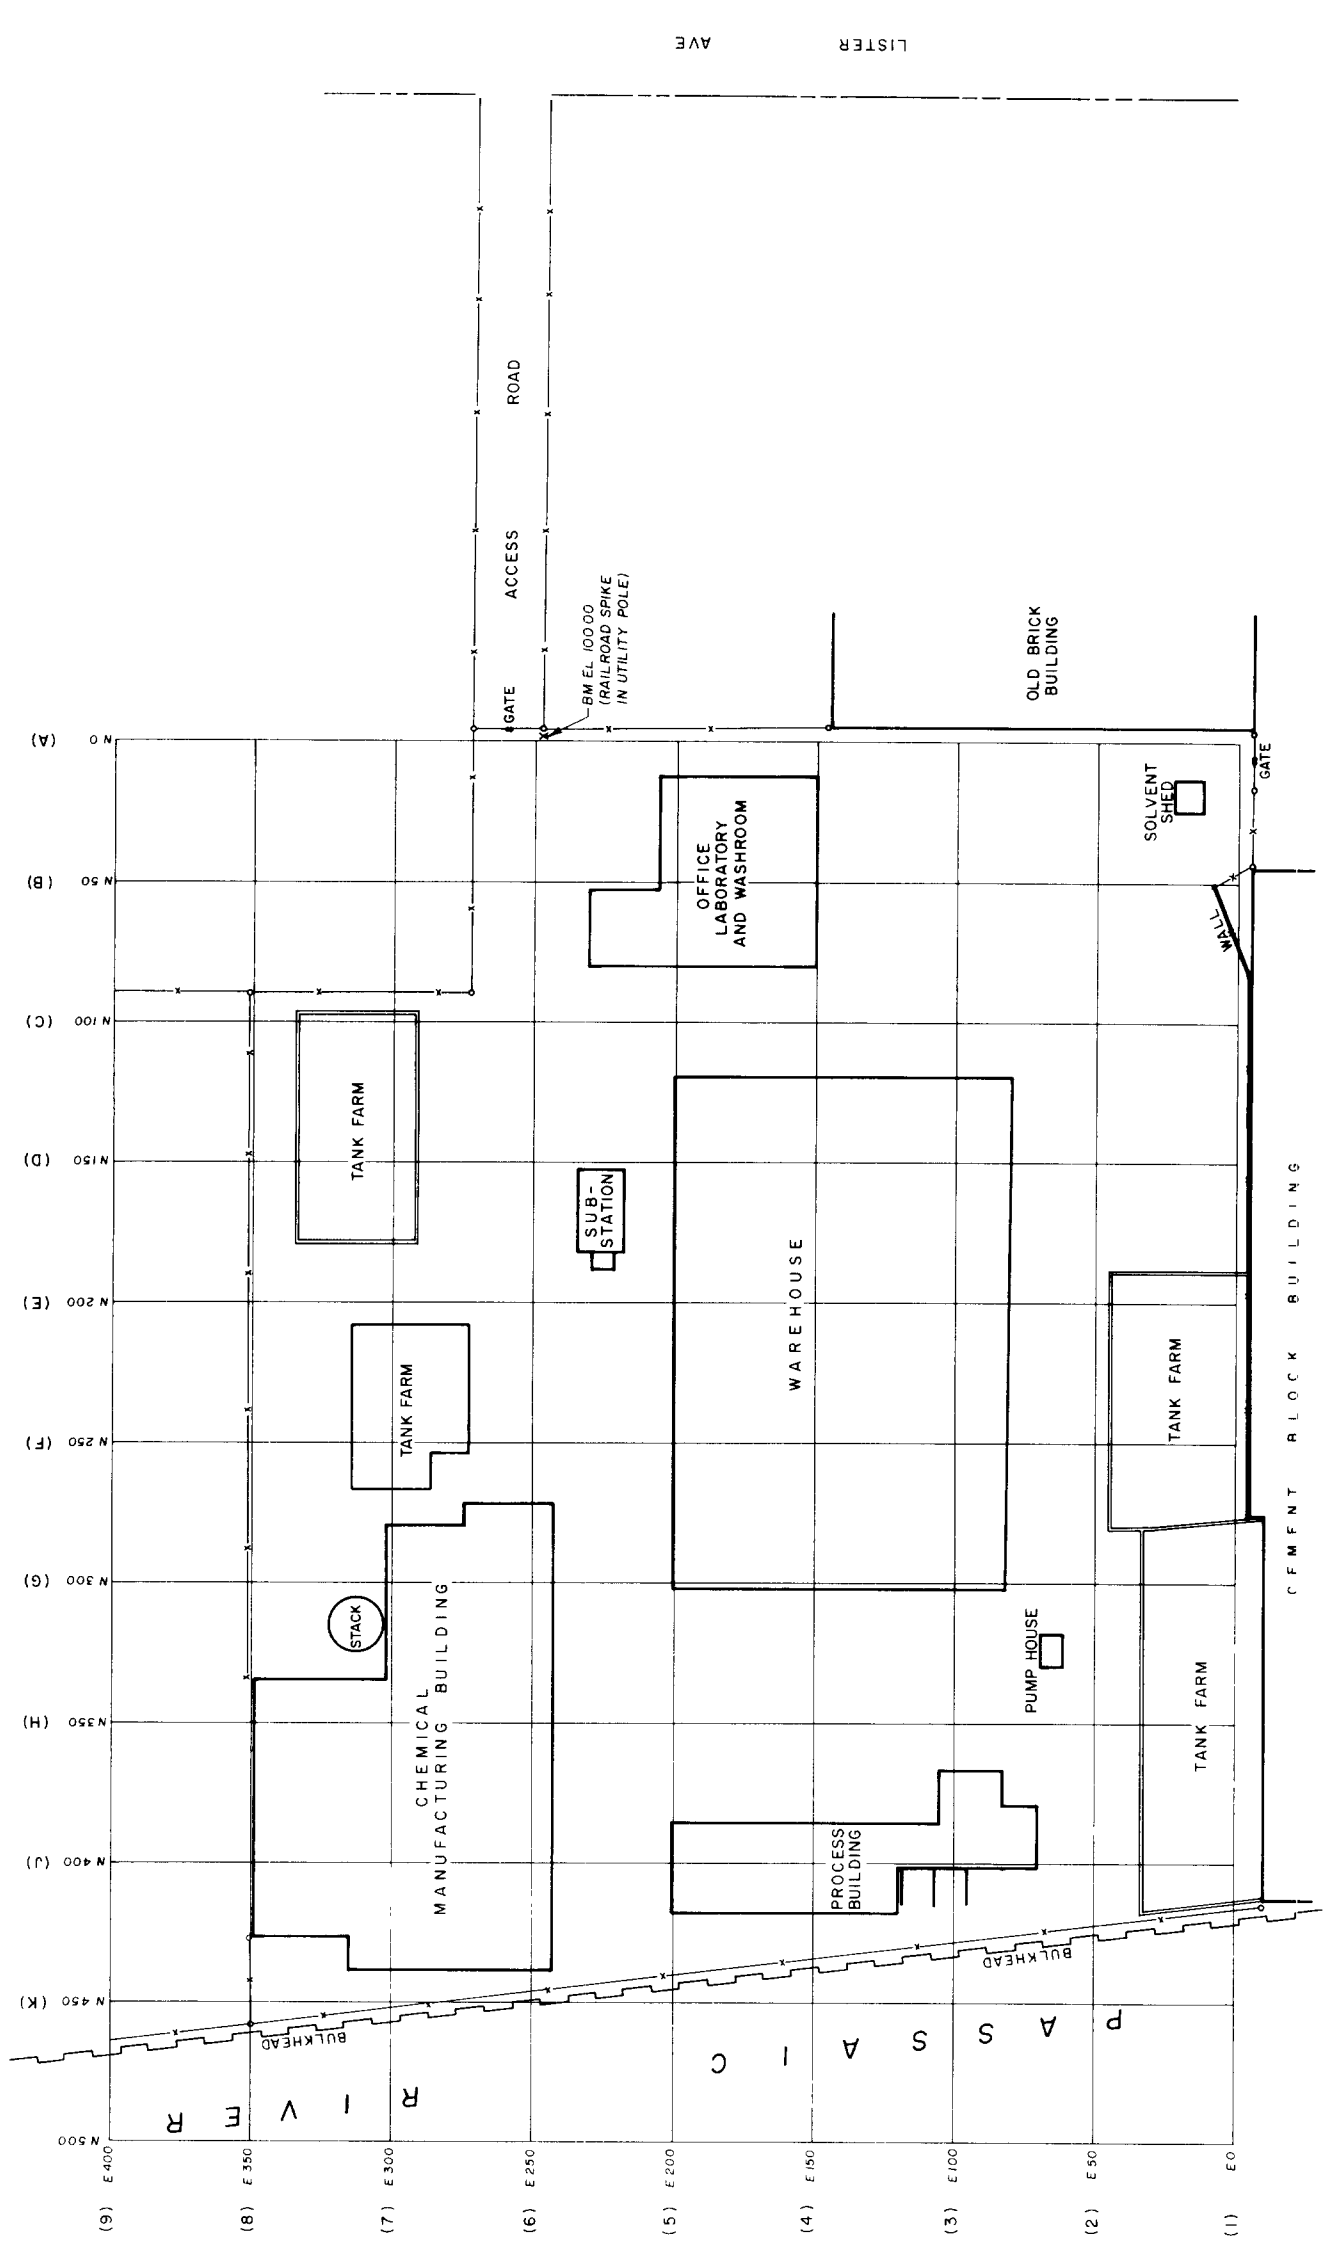 LISTER AVE
ACCESS ROAD
GATE
BM EL 100.00
(RAILROAD SPIKE
IN UTILITY POLE)
OLD BRICK
BUILDING
GATE
SOLVENT
SHED
WALL
OFFICE
LABORATORY
AND WASHROOM
TANK FARM
SUB-
STATION
WAREHOUSE
TANK FARM
TANK FARM
CEMENT BLOCK BUILDING
STACK
CHEMICAL
MANUFACTURING BUILDING
PUMP HOUSE
TANK FARM
PROCESS
BUILDING
BULKHEAD
BULKHEAD
PASSAIC RIVER
(A) 0 N
(B) N 50
(C) N 100
(D) N 150
(E) N 200
(F) N 250
(G) N 300
(H) N 350
(J) N 400
(K) N 450
N 500
(9) E 400
(8) E 350
(7) E 300
(6) E 250
(5) E 200
(4) E 150
(3) E 100
(2) E 50
(1) E 0